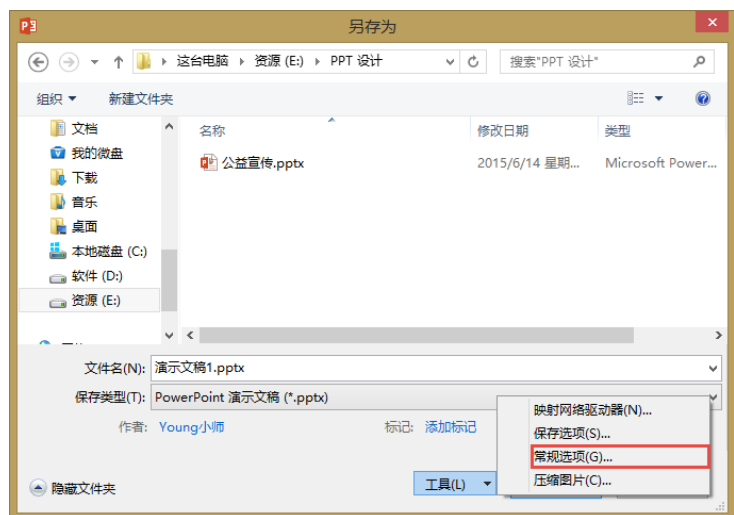 另存为
这台电脑 ▸ 资源 (E:) ▸ PPT 设计
搜索"PPT 设计"
组织
新建文件夹
名称 修改日期 类型
文档
我的微盘
下载
音乐
桌面
本地磁盘 (C:)
软件 (D:)
资源 (E:)
公益宣传.pptx 2015/6/14 星期... Microsoft Power...
文件名(N): 演示文稿1.pptx
保存类型(T): PowerPoint 演示文稿 (*.pptx)
作者: Young小师 标记: 添加标记
映射网络驱动器(N)...
保存选项(S)...
常规选项(G)...
压缩图片(C)...
隐藏文件夹
工具(L)